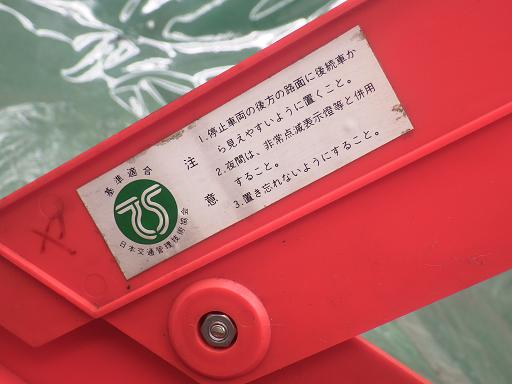 基準適合
TS
日本交通管理技術協会
注意
1.停止車両の後方の路面に後続車か
ら見えやすいように置くこと。
2.夜間は、非常点滅表示燈等と併用
すること。
3.置き忘れないようにすること。